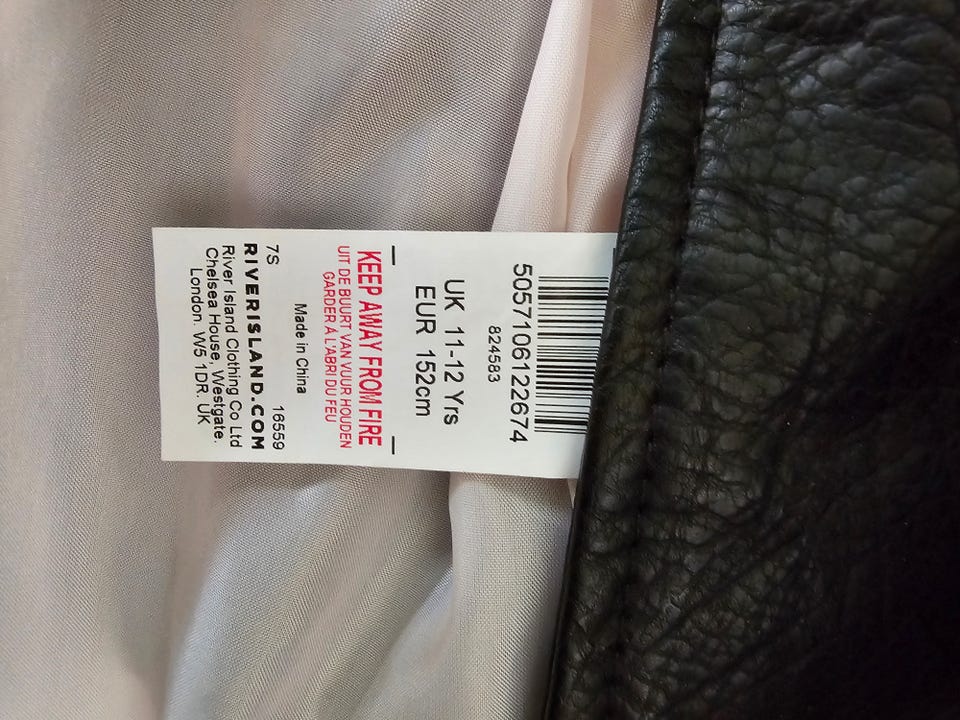 5057106122674
824583
UK 11-12 Yrs
EUR 152cm
KEEP AWAY FROM FIRE
UIT DE BUURT VAN VUUR HOUDEN
GARDER À L'ABRI DU FEU
Made in China
7S 16559
RIVERISLAND.COM
River Island Clothing Co Ltd
Chelsea House, Westgate.
London. W5 1DR. UK